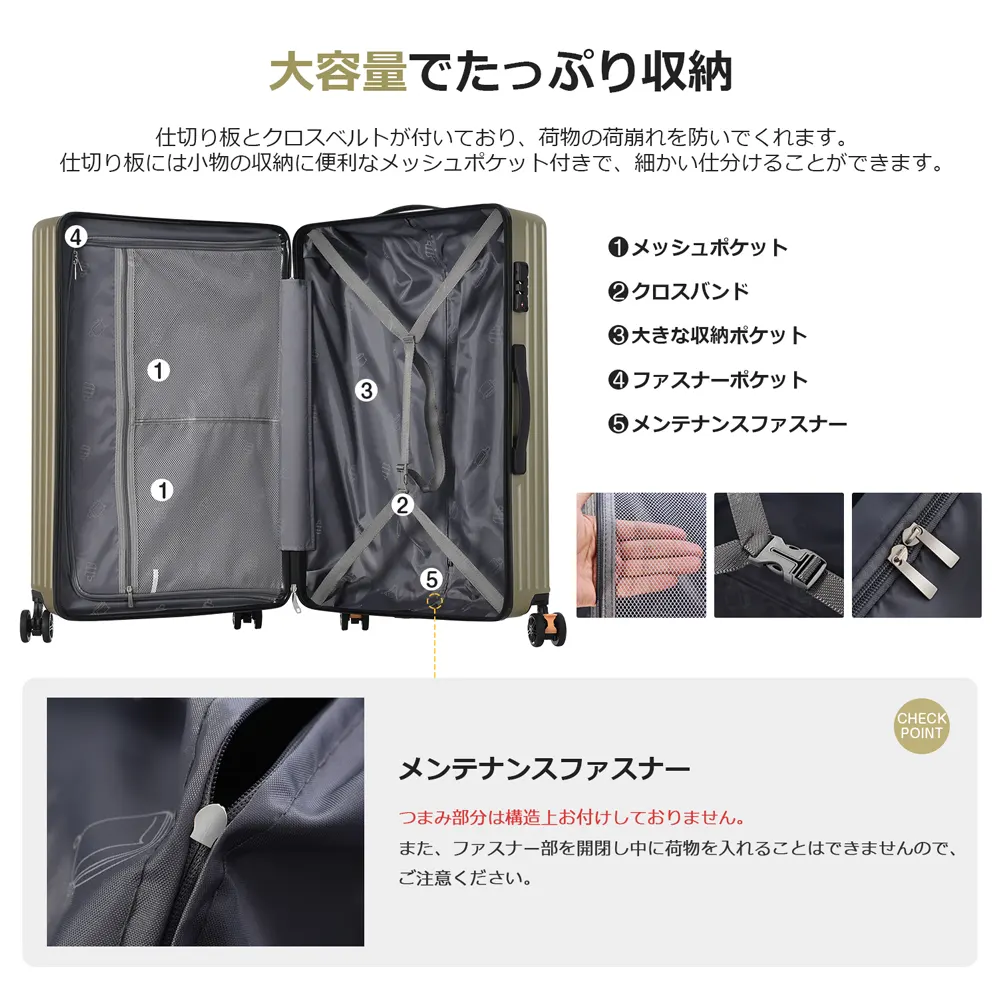 大容量でたっぷり収納
仕切り板とクロスベルトが付いており、荷物の荷崩れを防いでくれます。
仕切り板には小物の収納に便利なメッシュポケット付きで、細かい仕分けることができます。
4
1
1
3
2
5
❶メッシュポケット
❷クロスバンド
❸大きな収納ポケット
❹ファスナーポケット
❺メンテナンスファスナー
CHECK
POINT
メンテナンスファスナー
つまみ部分は構造上お付けしておりません。
また、ファスナー部を開閉し中に荷物を入れることはできませんので、
ご注意ください。